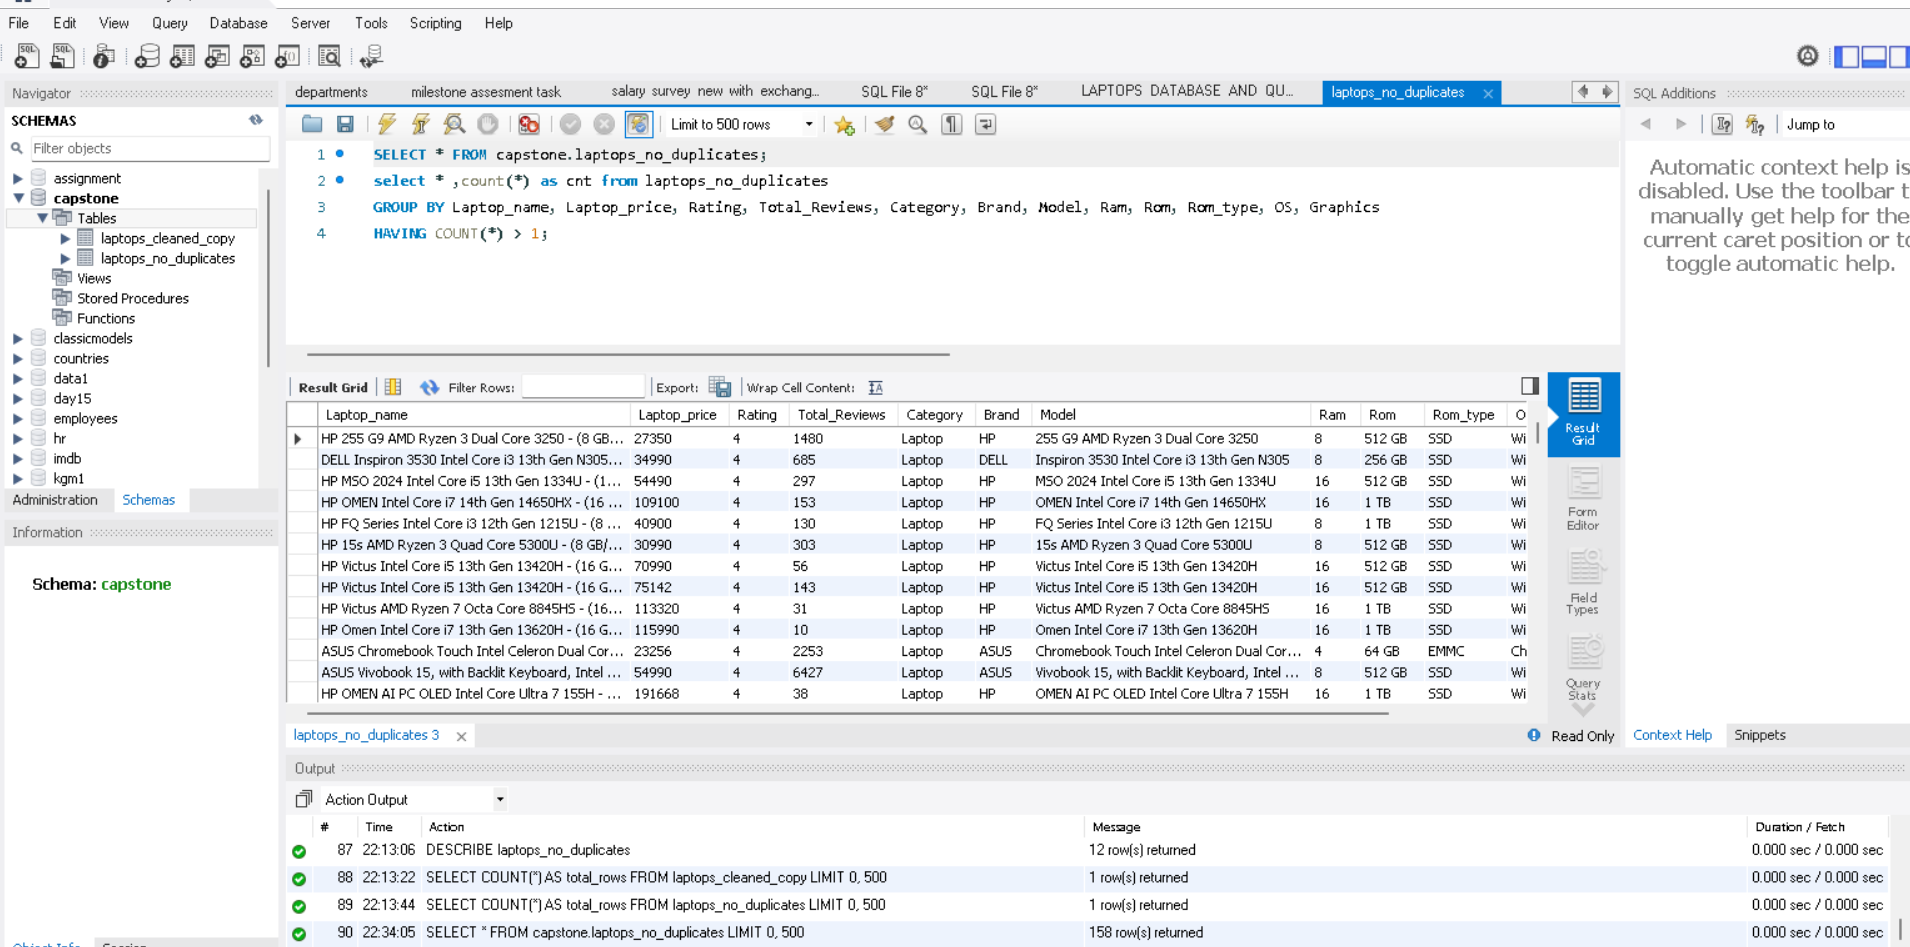 File Edit View Query Database Server Tools Scripting Help
Navigator
SCHEMAS
Filter objects
assignment
capstone
Tables
laptops_cleaned_copy
laptops_no_duplicates
Views
Stored Procedures
Functions
classicmodels
countries
data1
day15
employees
hr
imdb
kgm1
Administration Schemas
Information
Schema: capstone
departments milestone assesment task salary survey new with exchang... SQL File 8* SQL File 8* LAPTOPS DATABASE AND QU... laptops_no_duplicates
Limit to 500 rows
1 SELECT * FROM capstone.laptops_no_duplicates;
2 select * ,count(*) as cnt from laptops_no_duplicates
3 GROUP BY Laptop_name, Laptop_price, Rating, Total_Reviews, Category, Brand, Model, Ram, Rom, Rom_type, OS, Graphics
4 HAVING COUNT(*) > 1;
Result Grid Filter Rows: Export: Wrap Cell Content:
Laptop_name Laptop_price Rating Total_Reviews Category Brand Model Ram Rom Rom_type O
HP 255 G9 AMD Ryzen 3 Dual Core 3250 - (8 GB... 27350 4 1480 Laptop HP 255 G9 AMD Ryzen 3 Dual Core 3250 8 512 GB SSD Wi
DELL Inspiron 3530 Intel Core i3 13th Gen N305... 34990 4 685 Laptop DELL Inspiron 3530 Intel Core i3 13th Gen N305 8 256 GB SSD Wi
HP MSO 2024 Intel Core i5 13th Gen 1334U - (1... 54490 4 297 Laptop HP MSO 2024 Intel Core i5 13th Gen 1334U 16 512 GB SSD Wi
HP OMEN Intel Core i7 14th Gen 14650HX - (16 ... 109100 4 153 Laptop HP OMEN Intel Core i7 14th Gen 14650HX 16 1 TB SSD Wi
HP FQ Series Intel Core i3 12th Gen 1215U - (8 ... 40900 4 130 Laptop HP FQ Series Intel Core i3 12th Gen 1215U 8 1 TB SSD Wi
HP 15s AMD Ryzen 3 Quad Core 5300U - (8 GB/... 30990 4 303 Laptop HP 15s AMD Ryzen 3 Quad Core 5300U 8 512 GB SSD Wi
HP Victus Intel Core i5 13th Gen 13420H - (16 G... 70990 4 56 Laptop HP Victus Intel Core i5 13th Gen 13420H 16 512 GB SSD Wi
HP Victus Intel Core i5 13th Gen 13420H - (16 G... 75142 4 143 Laptop HP Victus Intel Core i5 13th Gen 13420H 16 512 GB SSD Wi
HP Victus AMD Ryzen 7 Octa Core 8845HS - (16... 113320 4 31 Laptop HP Victus AMD Ryzen 7 Octa Core 8845HS 16 1 TB SSD Wi
HP Omen Intel Core i7 13th Gen 13620H - (16 G... 115990 4 10 Laptop HP Omen Intel Core i7 13th Gen 13620H 16 1 TB SSD Wi
ASUS Chromebook Touch Intel Celeron Dual Cor... 23256 4 2253 Laptop ASUS Chromebook Touch Intel Celeron Dual Cor... 4 64 GB EMMC Ch
ASUS Vivobook 15, with Backlit Keyboard, Intel ... 54990 4 6427 Laptop ASUS Vivobook 15, with Backlit Keyboard, Intel ... 8 512 GB SSD Wi
HP OMEN AI PC OLED Intel Core Ultra 7 155H - ... 191668 4 38 Laptop HP OMEN AI PC OLED Intel Core Ultra 7 155H 16 1 TB SSD Wi
Result
Grid
Form
Editor
Field
Types
Query
Stats
laptops_no_duplicates 3 Read Only
SQL Additions
Jump to
Automatic context help is
disabled. Use the toolbar t
manually get help for the
current caret position or to
toggle automatic help.
Context Help Snippets
Output
Action Output
# Time Action Message Duration / Fetch
87 22:13:06 DESCRIBE laptops_no_duplicates 12 row(s) returned 0.000 sec / 0.000 sec
88 22:13:22 SELECT COUNT(*) AS total_rows FROM laptops_cleaned_copy LIMIT 0, 500 1 row(s) returned 0.000 sec / 0.000 sec
89 22:13:44 SELECT COUNT(*) AS total_rows FROM laptops_no_duplicates LIMIT 0, 500 1 row(s) returned 0.000 sec / 0.000 sec
90 22:34:05 SELECT * FROM capstone.laptops_no_duplicates LIMIT 0, 500 158 row(s) returned 0.000 sec / 0.000 sec